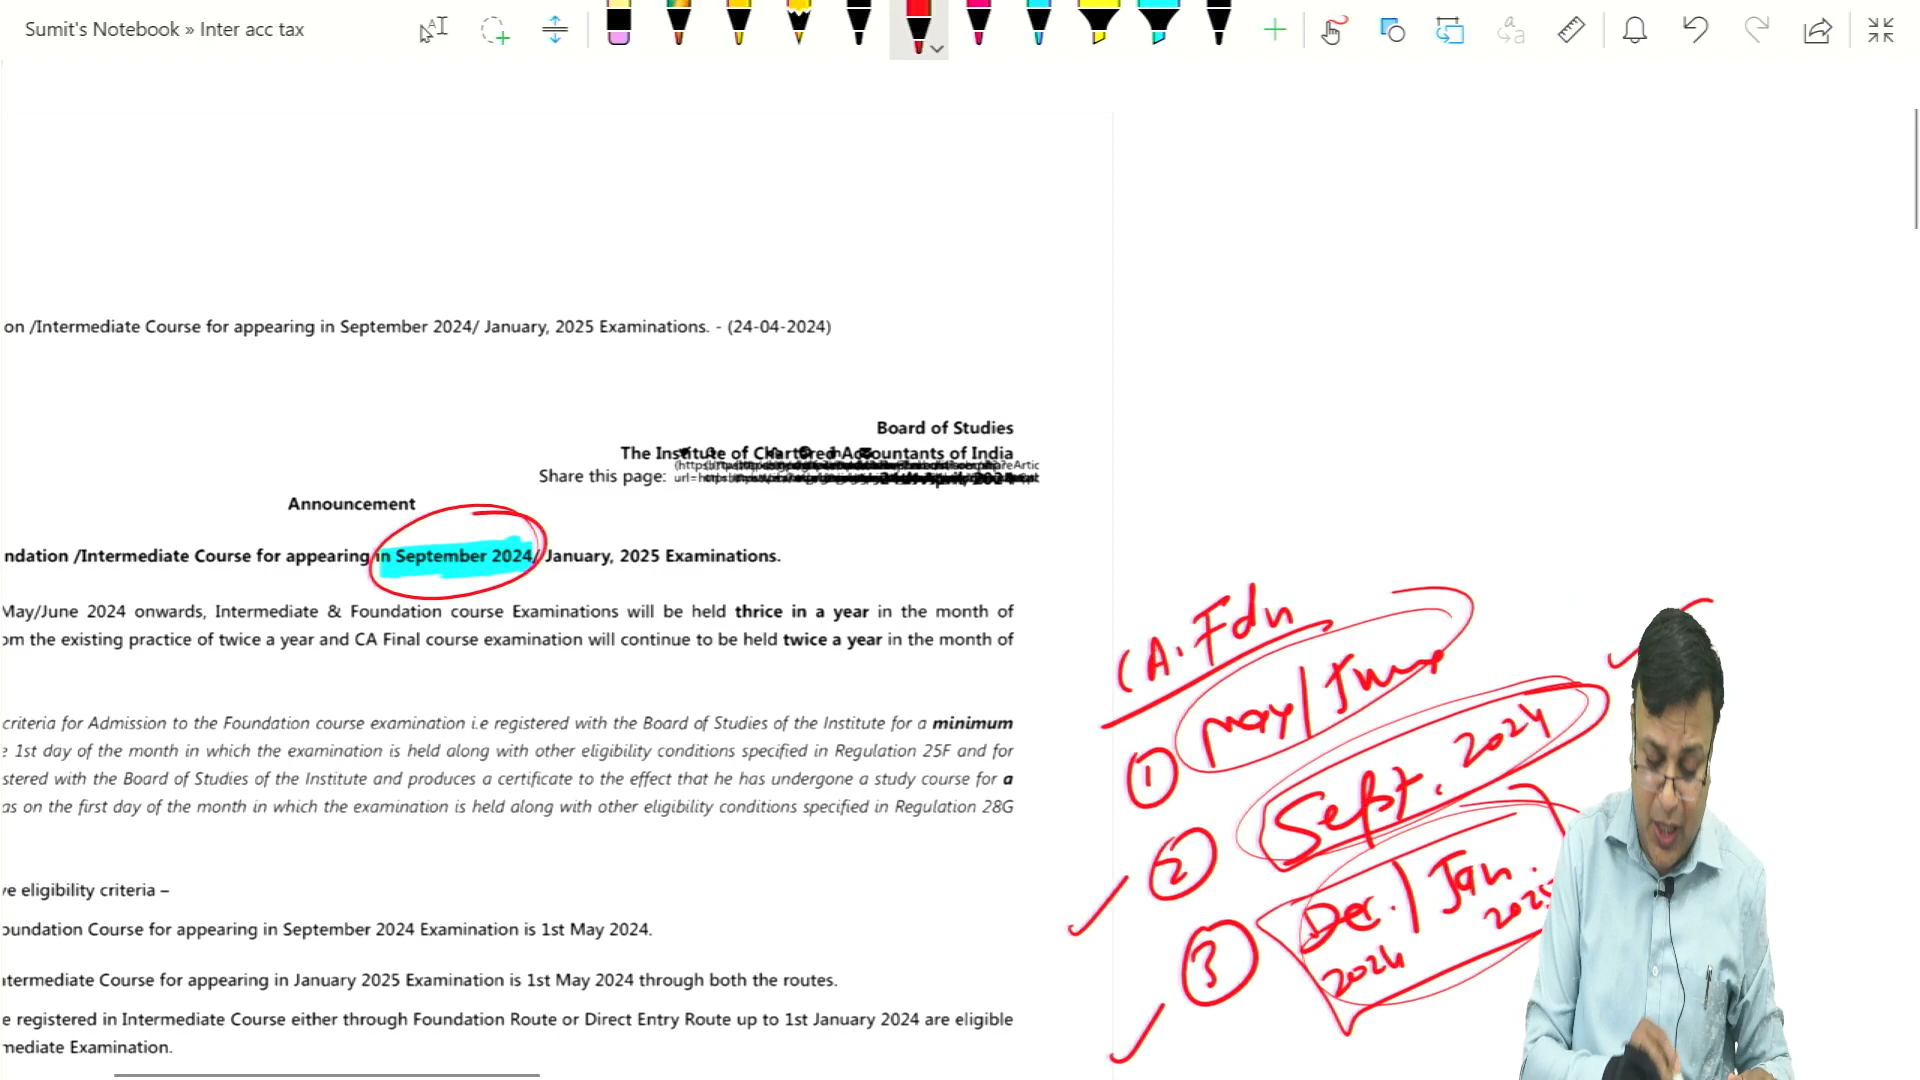 Sumit's Notebook » Inter acc tax
on /Intermediate Course for appearing in September 2024/ January, 2025 Examinations. - (24-04-2024)
Board of Studies
The Institute of Chartered Accountants of India
Share this page:
Announcement
ndation /Intermediate Course for appearing in September 2024/ January, 2025 Examinations.
May/June 2024 onwards, Intermediate & Foundation course Examinations will be held thrice in a year in the month of
om the existing practice of twice a year and CA Final course examination will continue to be held twice a year in the month of
criteria for Admission to the Foundation course examination i.e registered with the Board of Studies of the Institute for a minimum
e 1st day of the month in which the examination is held along with other eligibility conditions specified in Regulation 25F and for
stered with the Board of Studies of the Institute and produces a certificate to the effect that he has undergone a study course for a
as on the first day of the month in which the examination is held along with other eligibility conditions specified in Regulation 28G
ve eligibility criteria –
oundation Course for appearing in September 2024 Examination is 1st May 2024.
ntermediate Course for appearing in January 2025 Examination is 1st May 2024 through both the routes.
e registered in Intermediate Course either through Foundation Route or Direct Entry Route up to 1st January 2024 are eligible
mediate Examination.
CA. Fdn
① May/June
② Sept. 2024
③ Dec./Jan.
2024 2025